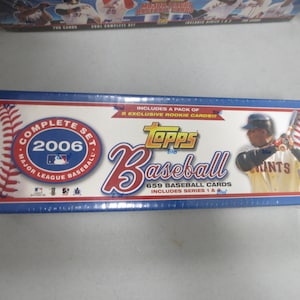 INCLUDES A PACK OF
5 EXCLUSIVE ROOKIE CARDS!!
COMPLETE SET
2006
MAJOR LEAGUE BASEBALL
Topps
Baseball
659 BASEBALL CARDS
INCLUDES SERIES 1 &